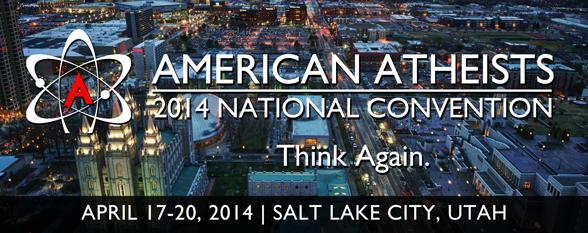 A
AMERICAN ATHEISTS
2014 NATIONAL CONVENTION
Think Again.
APRIL 17-20, 2014 | SALT LAKE CITY, UTAH